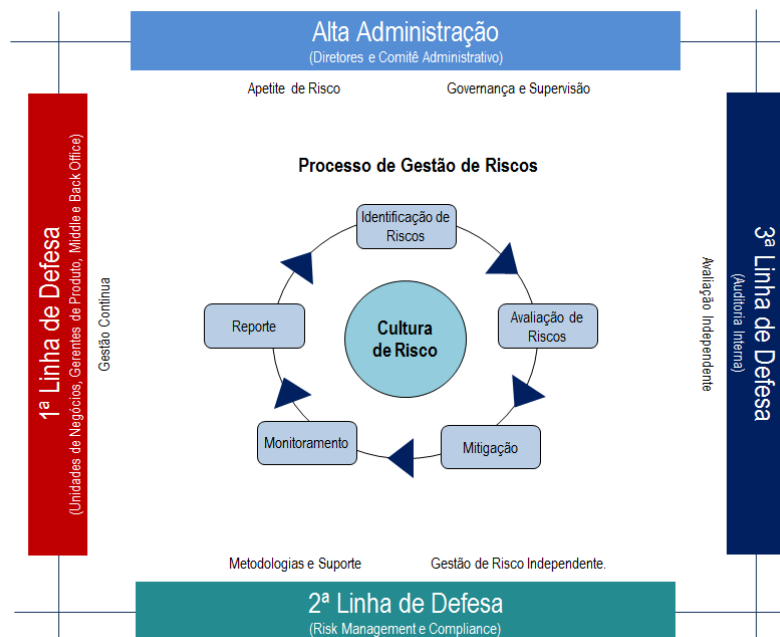 Alta Administração
(Diretores e Comitê Administrativo)
Apetite de Risco
Governança e Supervisão
1ª Linha de Defesa
(Unidades de Negócios, Gerentes de Produto, Middle e Back Office)
Gestão Continua
Processo de Gestão de Riscos
Identificação de
Riscos
Avaliação de
Riscos
Mitigação
Monitoramento
Reporte
Cultura
de Risco
Avaliação Independente
3ª Linha de Defesa
(Auditoria Interna)
Metodologias e Suporte
Gestão de Risco Independente.
2ª Linha de Defesa
(Risk Management e Compliance)